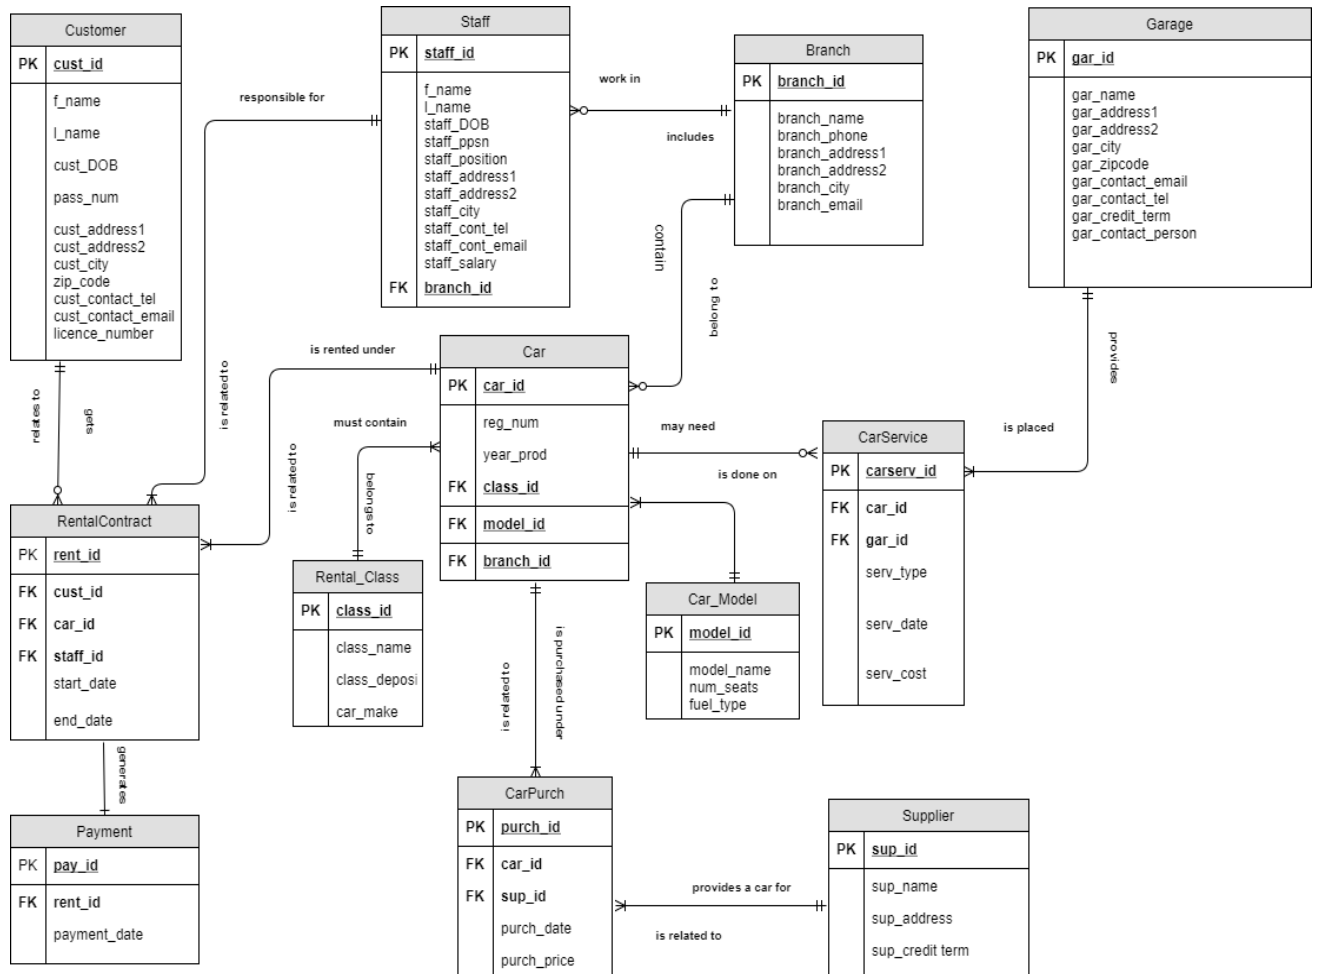 Customer
PK cust_id
f_name
l_name
cust_DOB
pass_num
cust_address1
cust_address2
cust_city
zip_code
cust_contact_tel
cust_contact_email
licence_number
responsible for
Staff
PK staff_id
f_name
l_name
staff_DOB
staff_ppsn
staff_position
staff_address1
staff_address2
staff_city
staff_cont_tel
staff_cont_email
staff_salary
FK branch_id
work in
includes
Branch
PK branch_id
branch_name
branch_phone
branch_address1
branch_address2
branch_city
branch_email
Garage
PK gar_id
gar_name
gar_address1
gar_address2
gar_city
gar_zipcode
gar_contact_email
gar_contact_tel
gar_credit_term
gar_contact_person
contain
belong to
provides
is placed
relates to
gets
is related to
is rented under
is related to
must contain
belongs to
Car
PK car_id
reg_num
year_prod
FK class_id
FK model_id
FK branch_id
may need
is done on
CarService
PK carserv_id
FK car_id
FK gar_id
serv_type
serv_date
serv_cost
RentalContract
PK rent_id
FK cust_id
FK car_id
FK staff_id
start_date
end_date
Rental_Class
PK class_id
class_name
class_deposi
car_make
Car_Model
PK model_id
model_name
num_seats
fuel_type
is related to
is purchased under
generates
Payment
PK pay_id
FK rent_id
payment_date
CarPurch
PK purch_id
FK car_id
FK sup_id
purch_date
purch_price
provides a car for
is related to
Supplier
PK sup_id
sup_name
sup_address
sup_credit term